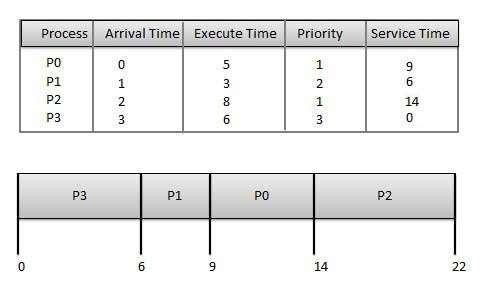 Process Arrival Time Execute Time Priority Service Time
P0 0 5 1 9
P1 1 3 2 6
P2 2 8 1 14
P3 3 6 3 0
P3 P1 P0 P2
0 6 9 14 22